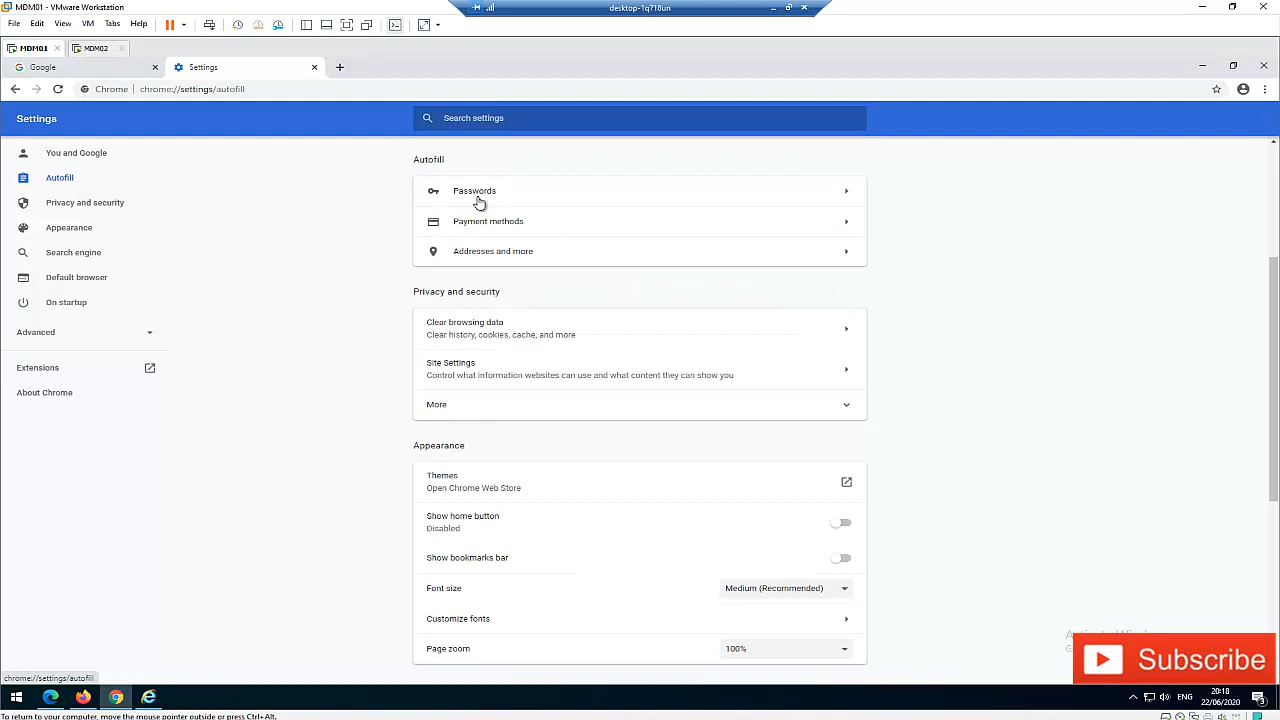 MDM01 - VMware Workstation
desktop-1q718un
File Edit View VM Tabs Help
MDM01 MDM02
Google Settings
Chrome chrome://settings/autofill
Settings
Search settings
You and Google
Autofill
Privacy and security
Appearance
Search engine
Default browser
On startup
Advanced
Extensions
About Chrome
Autofill
Passwords
Payment methods
Addresses and more
Privacy and security
Clear browsing data
Clear history, cookies, cache, and more
Site Settings
Control what information websites can use and what content they can show you
More
Appearance
Themes
Open Chrome Web Store
Show home button
Disabled
Show bookmarks bar
Font size Medium (Recommended)
Customize fonts
Page zoom 100%
Subscribe
chrome://settings/autofill
ENG
20:18
22/06/2020
3
To return to your computer, move the mouse pointer outside or press Ctrl+Alt.